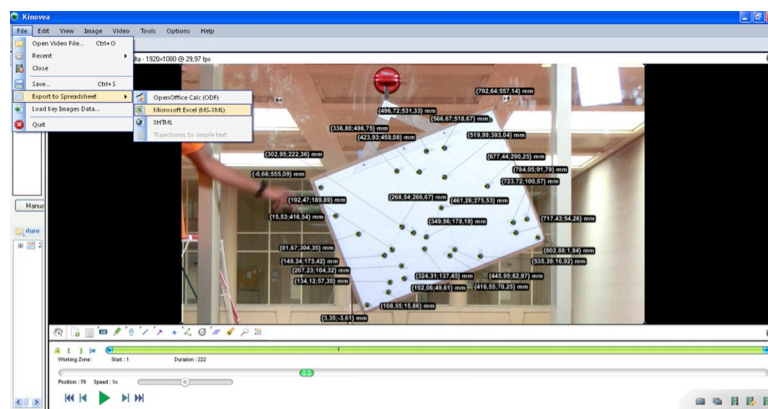 Kinovea
File Edit View Image Video Tools Options Help
Open Video File... Ctrl+O
Recent
Close
Save... Ctrl+S
Export to Spreadsheet
Load Key Images Data...
Quit
OpenOffice Calc (ODF)
Microsoft Excel (MS-XML)
XHTML
Trajectories to simple text
1920×1080 @ 29.97 fps
{792,64;557,14} mm
{496,72;531,33} mm
{566,67;518,67} mm
{336,80;498,75} mm
{423,93;459,08} mm
{519,99;393,04} mm
{302,95;222,36} mm
{677,44;290,25} mm
{-0,66;555,09} mm
{784,05;91,79} mm
{723,72;100,57} mm
{192,47;189,89} mm
{268,54;266,67} mm
{461,26;275,53} mm
{15,53;416,54} mm
{349,96;179,19} mm
{717,43;54,26} mm
{81,67;304,35} mm
{802,88;1,94} mm
{149,34;173,42} mm
{535,39;16,92} mm
{207,23;104,32} mm
{324,31;137,45} mm
{445,95;82,97} mm
{134,12;57,35} mm
{192,06;49,61} mm
{416,55;70,25} mm
{108,55;15,66} mm
{3,35;-3,61} mm
Working Zone: Start : 1 Duration : 222
Position : 78 Speed : 1x